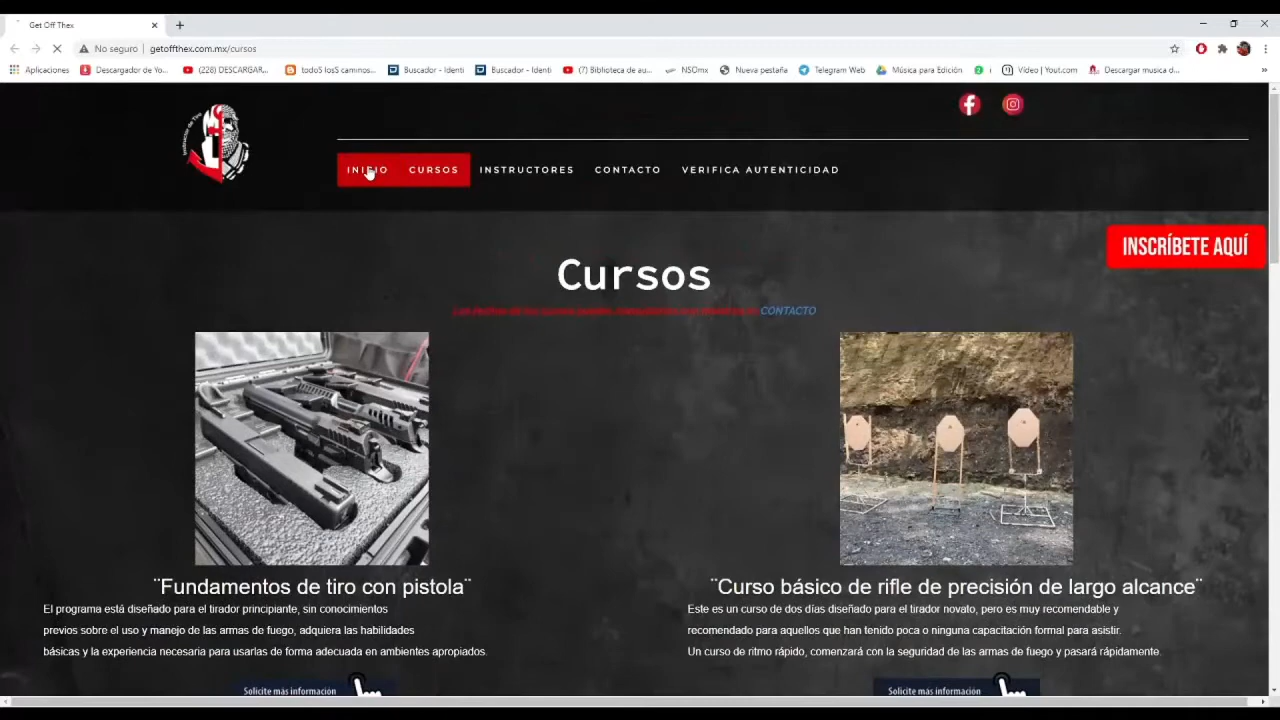 Get Off Thex
No seguro
getoffthex.com.mx/cursos
Aplicaciones
Descargador de Yo...
(228) DESCARGAR...
todoS losS caminos...
Buscador - Identi
Buscador - Identi
(7) Biblioteca de au...
NSOmx
Nueva pestaña
Telegram Web
Música para Edición
Vídeo | Yout.com
Descargar musica d...
Instructor de Tiro
INICIO
CURSOS
INSTRUCTORES
CONTACTO
VERIFICA AUTENTICIDAD
INSCRÍBETE AQUÍ
Cursos
CONTACTO
¨Fundamentos de tiro con pistola¨
El programa está diseñado para el tirador principiante, sin conocimientos
previos sobre el uso y manejo de las armas de fuego, adquiera las habilidades
básicas y la experiencia necesaria para usarlas de forma adecuada en ambientes apropiados.
Solicite más información
¨Curso básico de rifle de precisión de largo alcance¨
Este es un curso de dos días diseñado para el tirador novato, pero es muy recomendable y
recomendado para aquellos que han tenido poca o ninguna capacitación formal para asistir.
Un curso de ritmo rápido, comenzará con la seguridad de las armas de fuego y pasará rápidamente.
Solicite más información